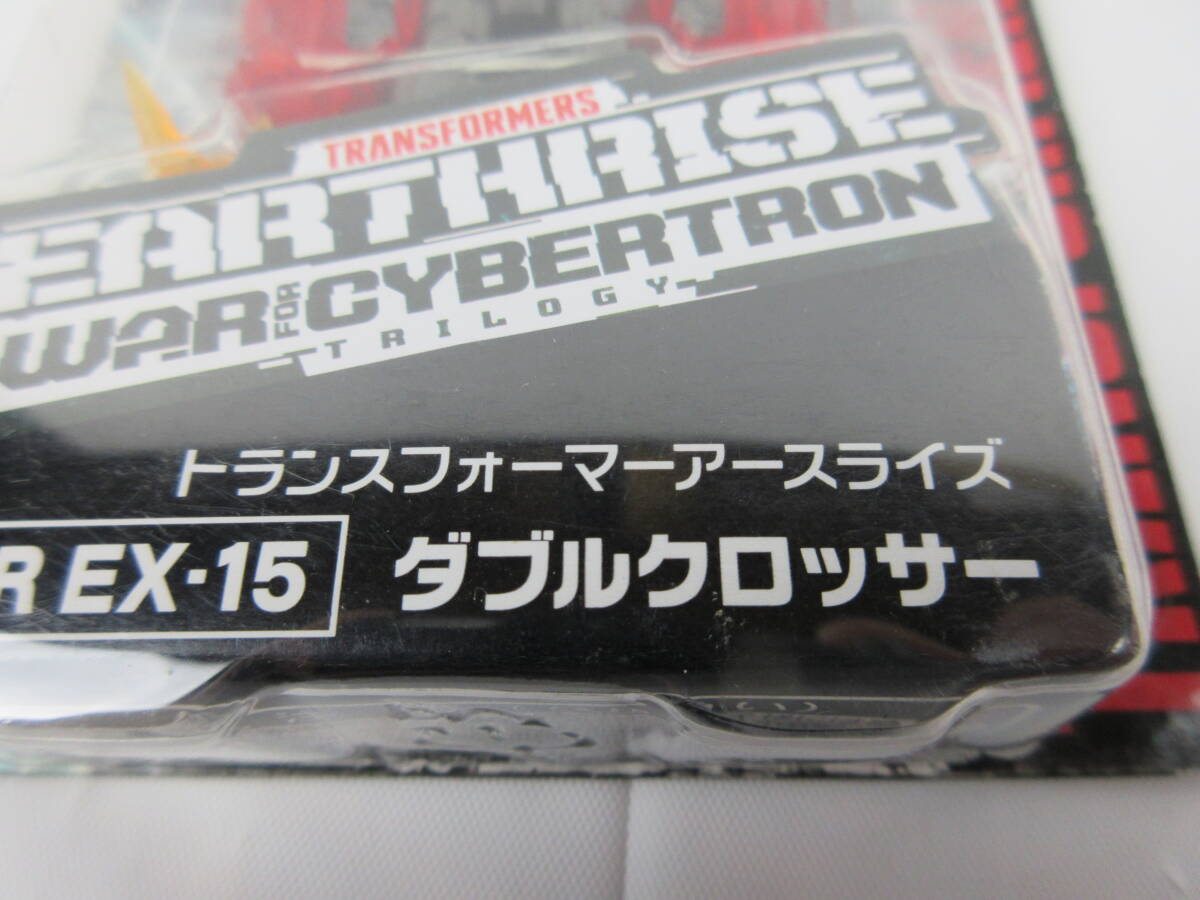 TRANSFORMERS
EARTHRISE
WAR FOR CYBERTRON
TRILOGY
トランスフォーマーアースライズ
R EX-15 ダブルクロッサー